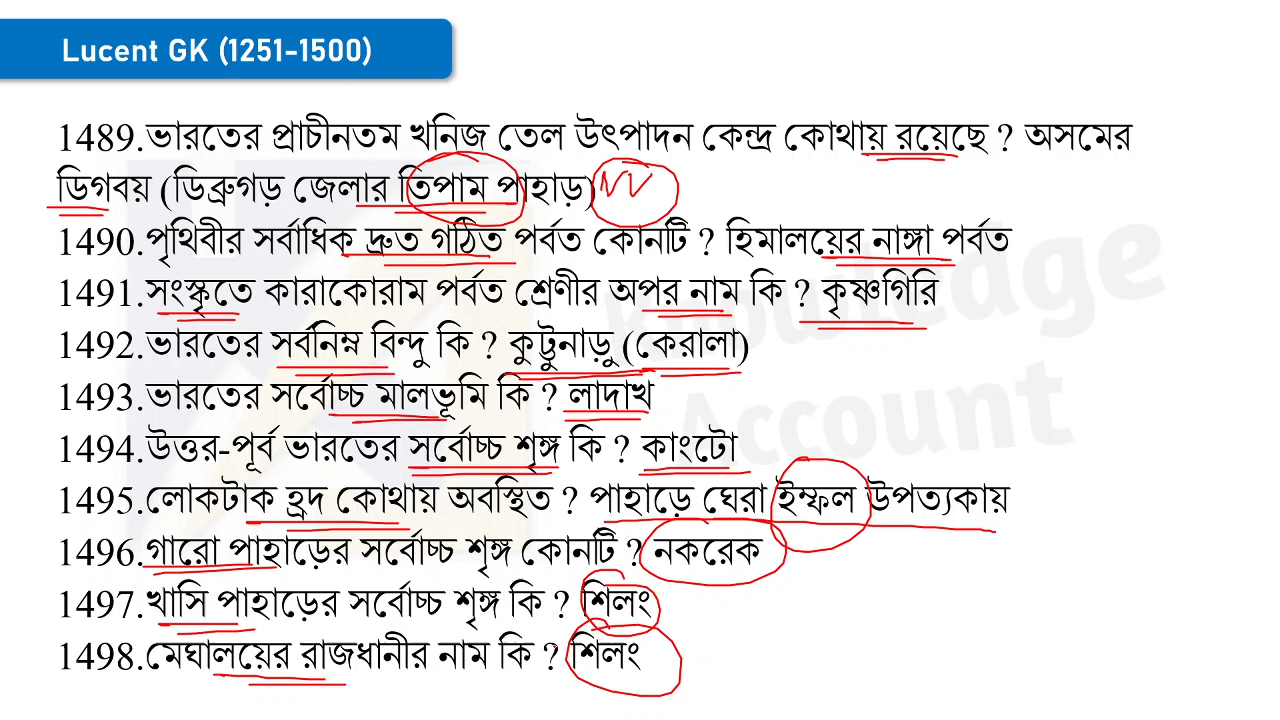 Lucent GK (1251-1500)
1489.ভারতের প্রাচীনতম খনিজ তেল উৎপাদন কেন্দ্র কোথায় রয়েছে ? অসমের
ডিগবয় (ডিব্রুগড় জেলার তিপাম পাহাড়) NV
1490.পৃথিবীর সর্বাধিক দ্রুত গঠিত পর্বত কোনটি ? হিমালয়ের নাঙ্গা পর্বত
1491.সংস্কৃতে কারাকোরাম পর্বত শ্রেণীর অপর নাম কি ? কৃষ্ণগিরি
1492.ভারতের সর্বনিম্ন বিন্দু কি ? কুট্টুনাড়ু (কেরালা)
1493.ভারতের সর্বোচ্চ মালভূমি কি ? লাদাখ
1494.উত্তর-পূর্ব ভারতের সর্বোচ্চ শৃঙ্গ কি ? কাংটো
1495.লোকটাক হ্রদ কোথায় অবস্থিত ? পাহাড়ে ঘেরা ইম্ফল উপত্যকায়
1496.গারো পাহাড়ের সর্বোচ্চ শৃঙ্গ কোনটি ? নকরেক
1497.খাসি পাহাড়ের সর্বোচ্চ শৃঙ্গ কি ? শিলং
1498.মেঘালয়ের রাজধানীর নাম কি ? শিলং
Knowledge
Account